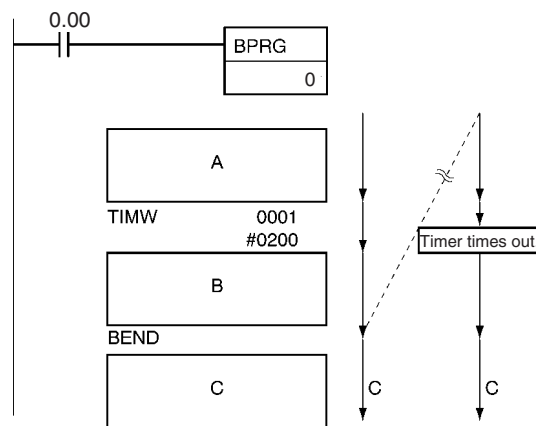 0.00
BPRG
0
A
TIMW 0001
#0200
Timer times out
B
BEND
C
C
C